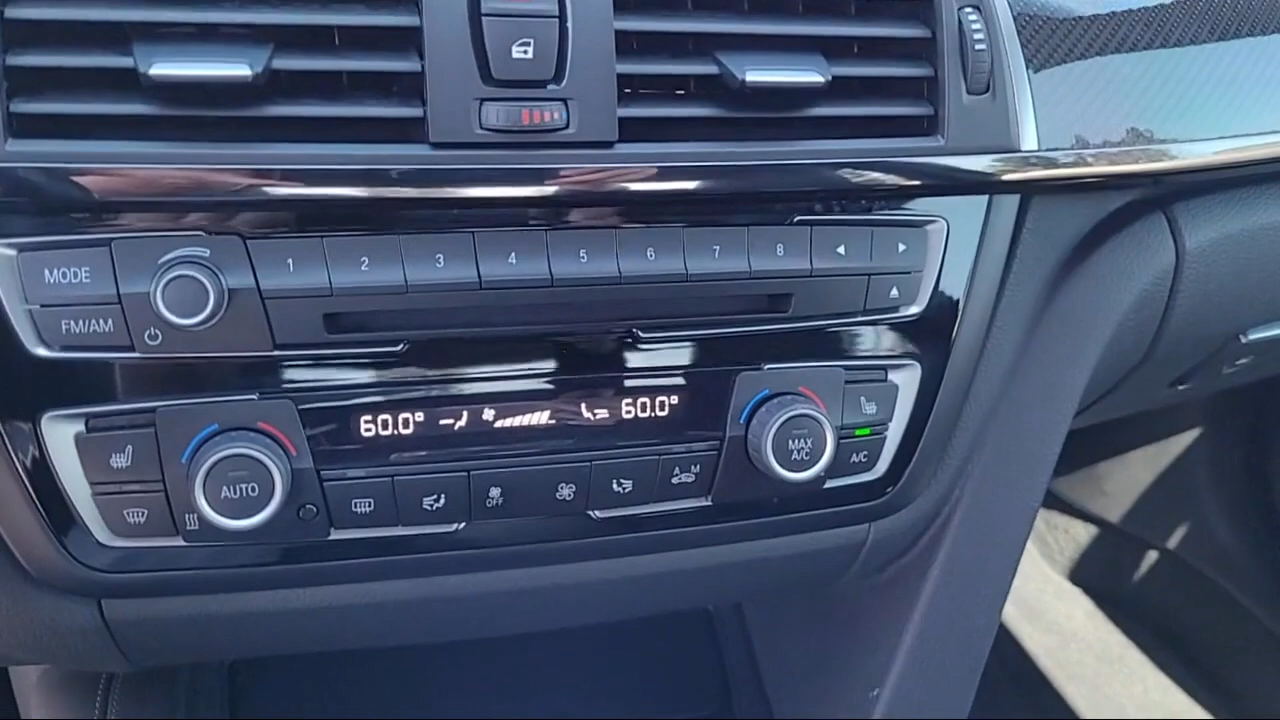 MODE
1 2 3 4 5 6 7 8
FM/AM
60.0° 60.0°
MAX
A/C
A/C
AUTO
OFF
A M